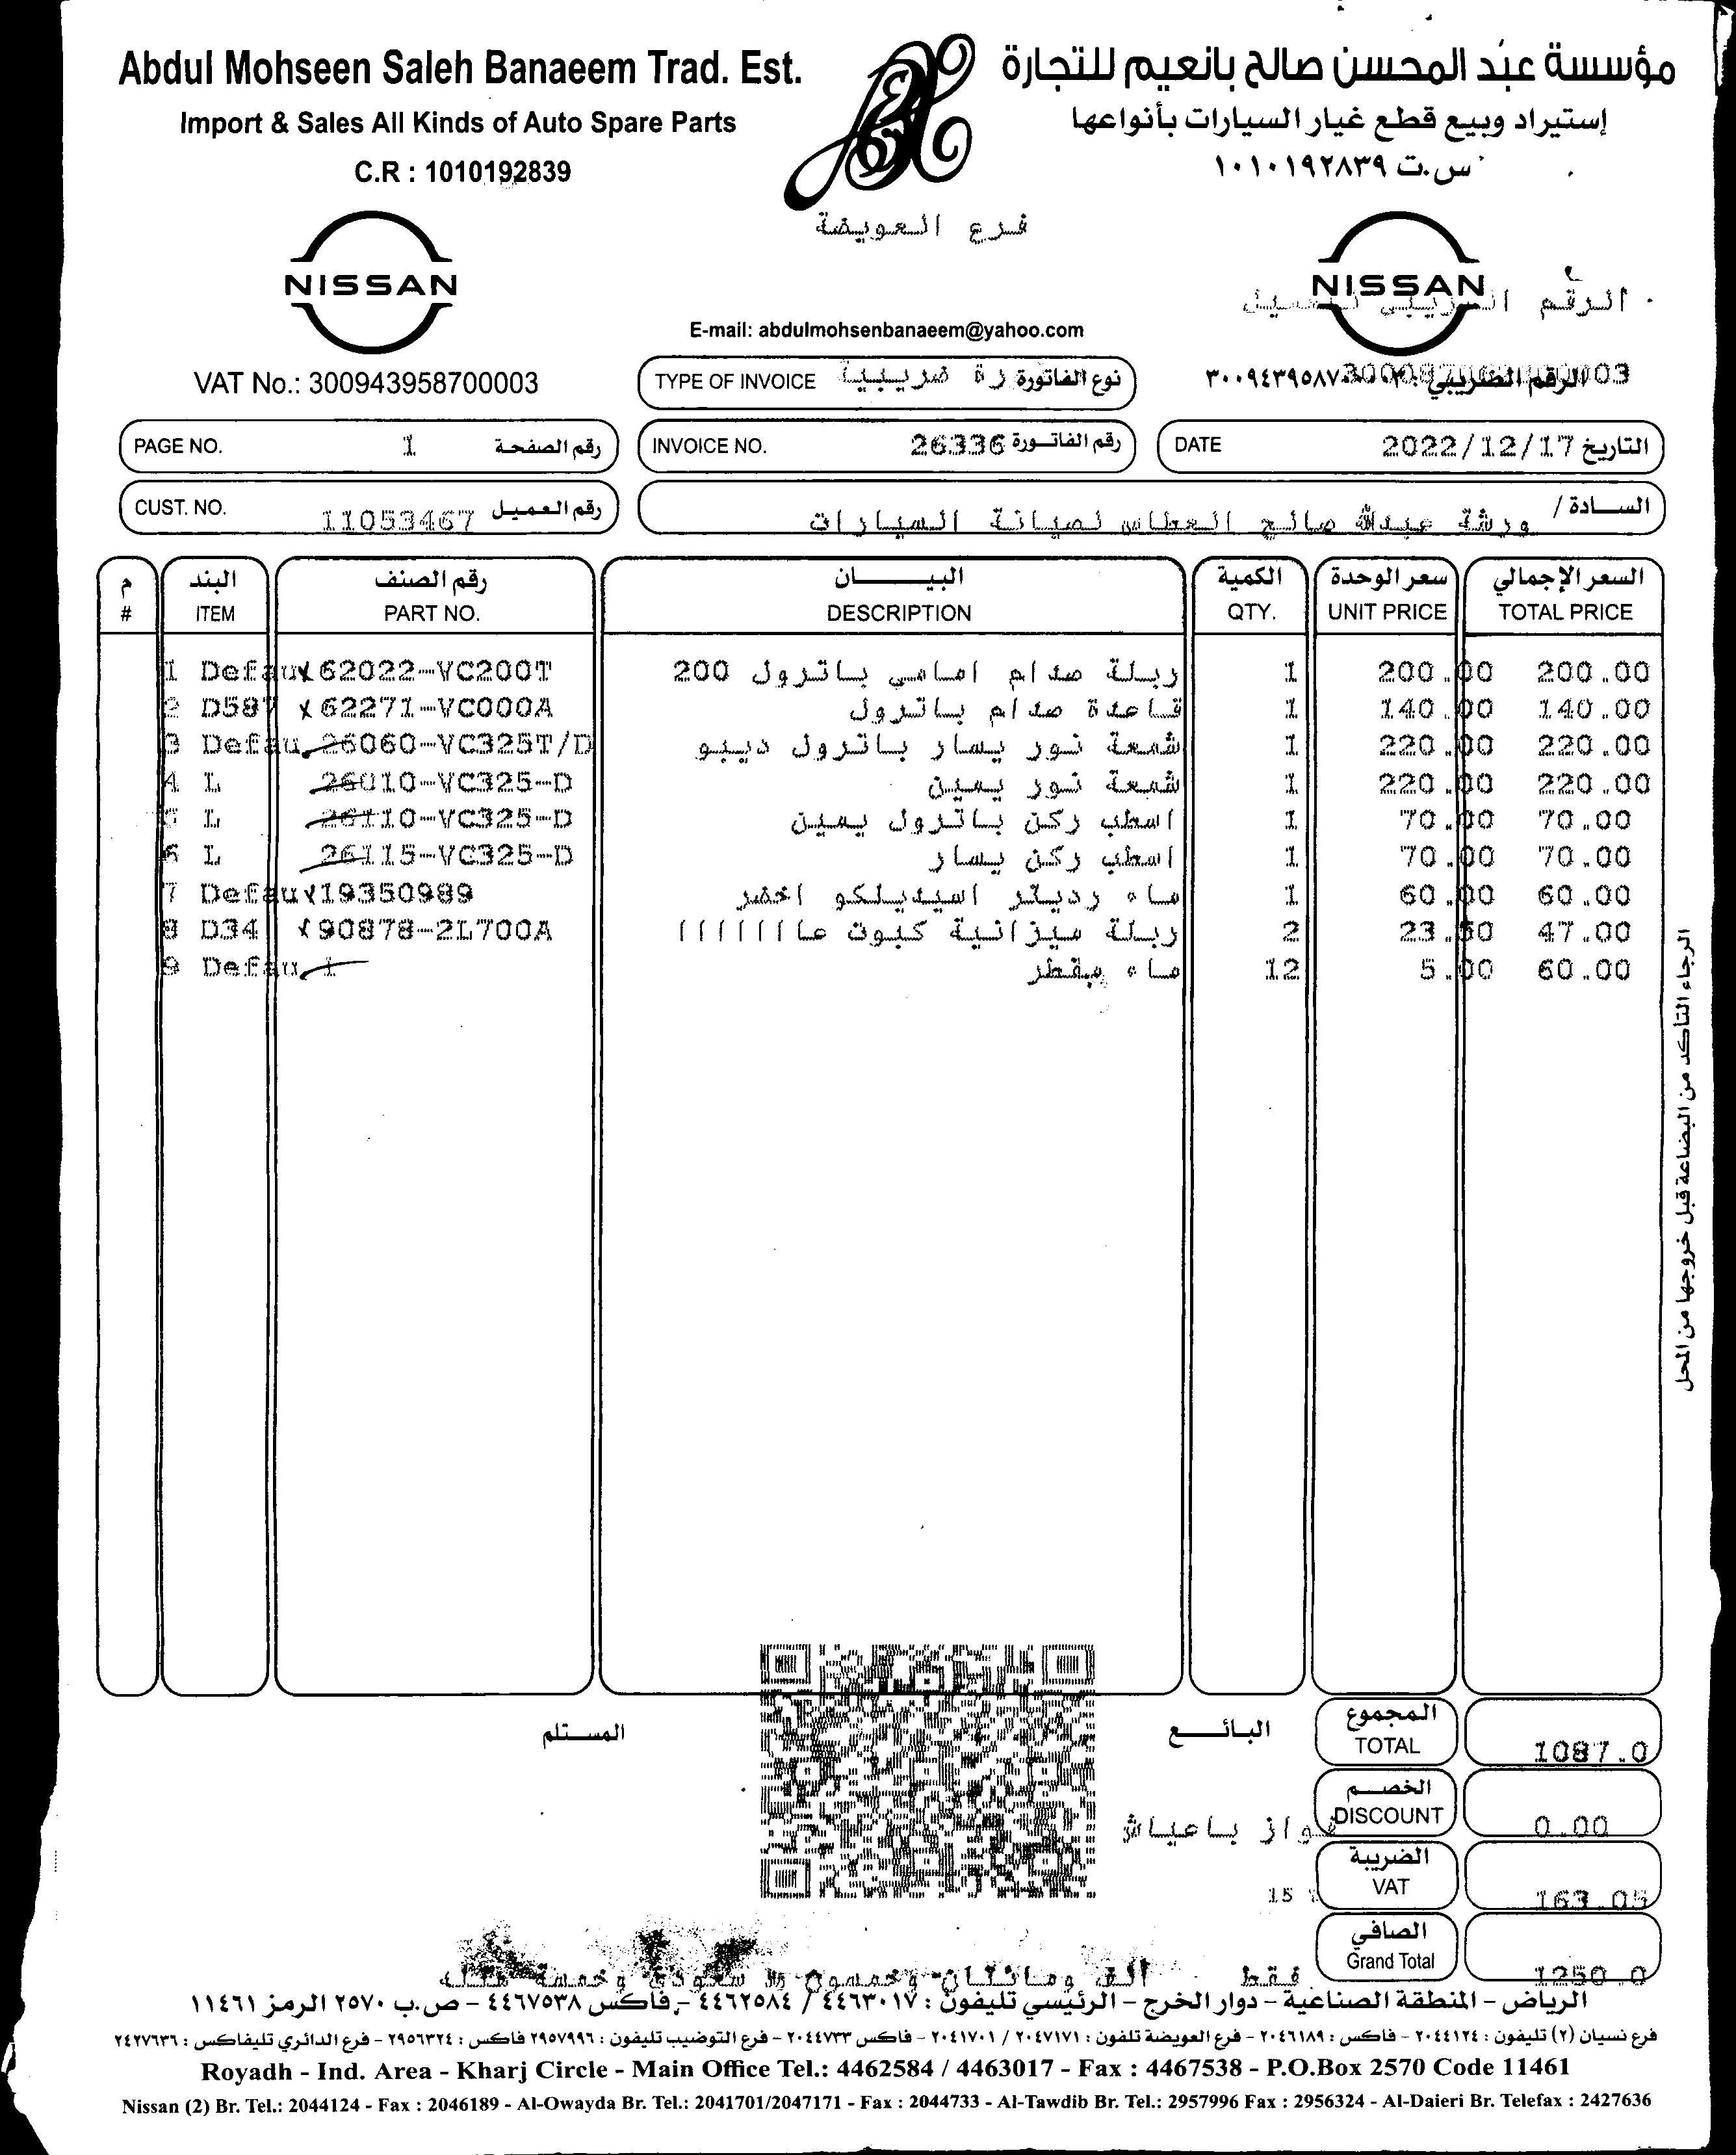 Abdul Mohseen Saleh Banaeem Trad. Est.
مؤسسة عبد المحسن صالح بانعيم للتجارة
Import & Sales All Kinds of Auto Spare Parts
إستيراد وبيع قطع غيار السيارات بأنواعها
C.R : 1010192839
س.ت ١٠١٠١٩٢٨٣٩
فرع العويضة
NISSAN
NISSAN
E-mail: abdulmohsenbanaeem@yahoo.com
VAT No.: 300943958700003
TYPE OF INVOICE نوع الفاتورة ضريبية
الرقم الضريبي
PAGE NO. 1 رقم الصفحة
INVOICE NO. 26336 رقم الفاتورة
DATE 2022/12/17 التاريخ
CUST. NO. 11053467 رقم العميل
السادة / ورشة عبدالله صالح العطاس لصيانة السيارات
م البند رقم الصنف البيان الكمية سعر الوحدة السعر الإجمالي
# ITEM PART NO. DESCRIPTION QTY. UNIT PRICE TOTAL PRICE
1 Defau 62022-VC200T ربلة صدام امامي باترول 200 1 200.00 200.00
2 D587 62271-VC000A قاعدة صدام باترول 1 140.00 140.00
3 Defau 26060-VC325T/D شمعة نور يسار باترول ديبو 1 220.00 220.00
4 L 26010-VC325-D شمعة نور يمين 1 220.00 220.00
5 L 26110-VC325-D اسطب ركن باترول يمين 1 70.00 70.00
6 L 26115-VC325-D اسطب ركن يسار 1 70.00 70.00
7 Defau 19350989 ماء رديتر اسيديلكو اخضر 1 60.00 60.00
8 D34 90878-2L700A ربلة ميزانية كبوت عااااااا 2 23.50 47.00
9 Defau 1 ماء مقطر 12 5.00 60.00
الرجاء التأكد من البضاعة قبل خروجها من المحل
المستلم
البائع
المجموع
TOTAL 1087.0
الخصم
DISCOUNT 0.00
فواز باعياش
الضريبة
VAT 163.05
15
الصافي
Grand Total 1250.0
فقط الف ومائتان وخمسون سعودي وخمسة هللة
الرياض - المنطقة الصناعية - دوار الخرج - الرئيسي تليفون : ٤٤٦٣٠١٧ / ٤٤٦٢٥٨٤ - فاكس ٤٤٦٧٥٣٨ - ص.ب ٢٥٧٠ الرمز ١١٤٦١
فرع نسيان (٢) تليفون : ٢٠٤٤١٢٤ - فاكس : ٢٠٤٦١٨٩ - فرع العويضة تلفون : ٢٠٤٧١٧١ / ٢٠٤١٧٠١ - فاكس ٢٠٤٤٧٣٣ - فرع التوضيب تليفون : ٢٩٥٧٩٩٦ فاكس : ٢٩٥٦٣٢٤ - فرع الدائري تليفاكس : ٢٤٢٧٦٣٦
Royadh - Ind. Area - Kharj Circle - Main Office Tel.: 4462584 / 4463017 - Fax : 4467538 - P.O.Box 2570 Code 11461
Nissan (2) Br. Tel.: 2044124 - Fax : 2046189 - Al-Owayda Br. Tel.: 2041701/2047171 - Fax : 2044733 - Al-Tawdib Br. Tel.: 2957996 Fax : 2956324 - Al-Daieri Br. Telefax : 2427636